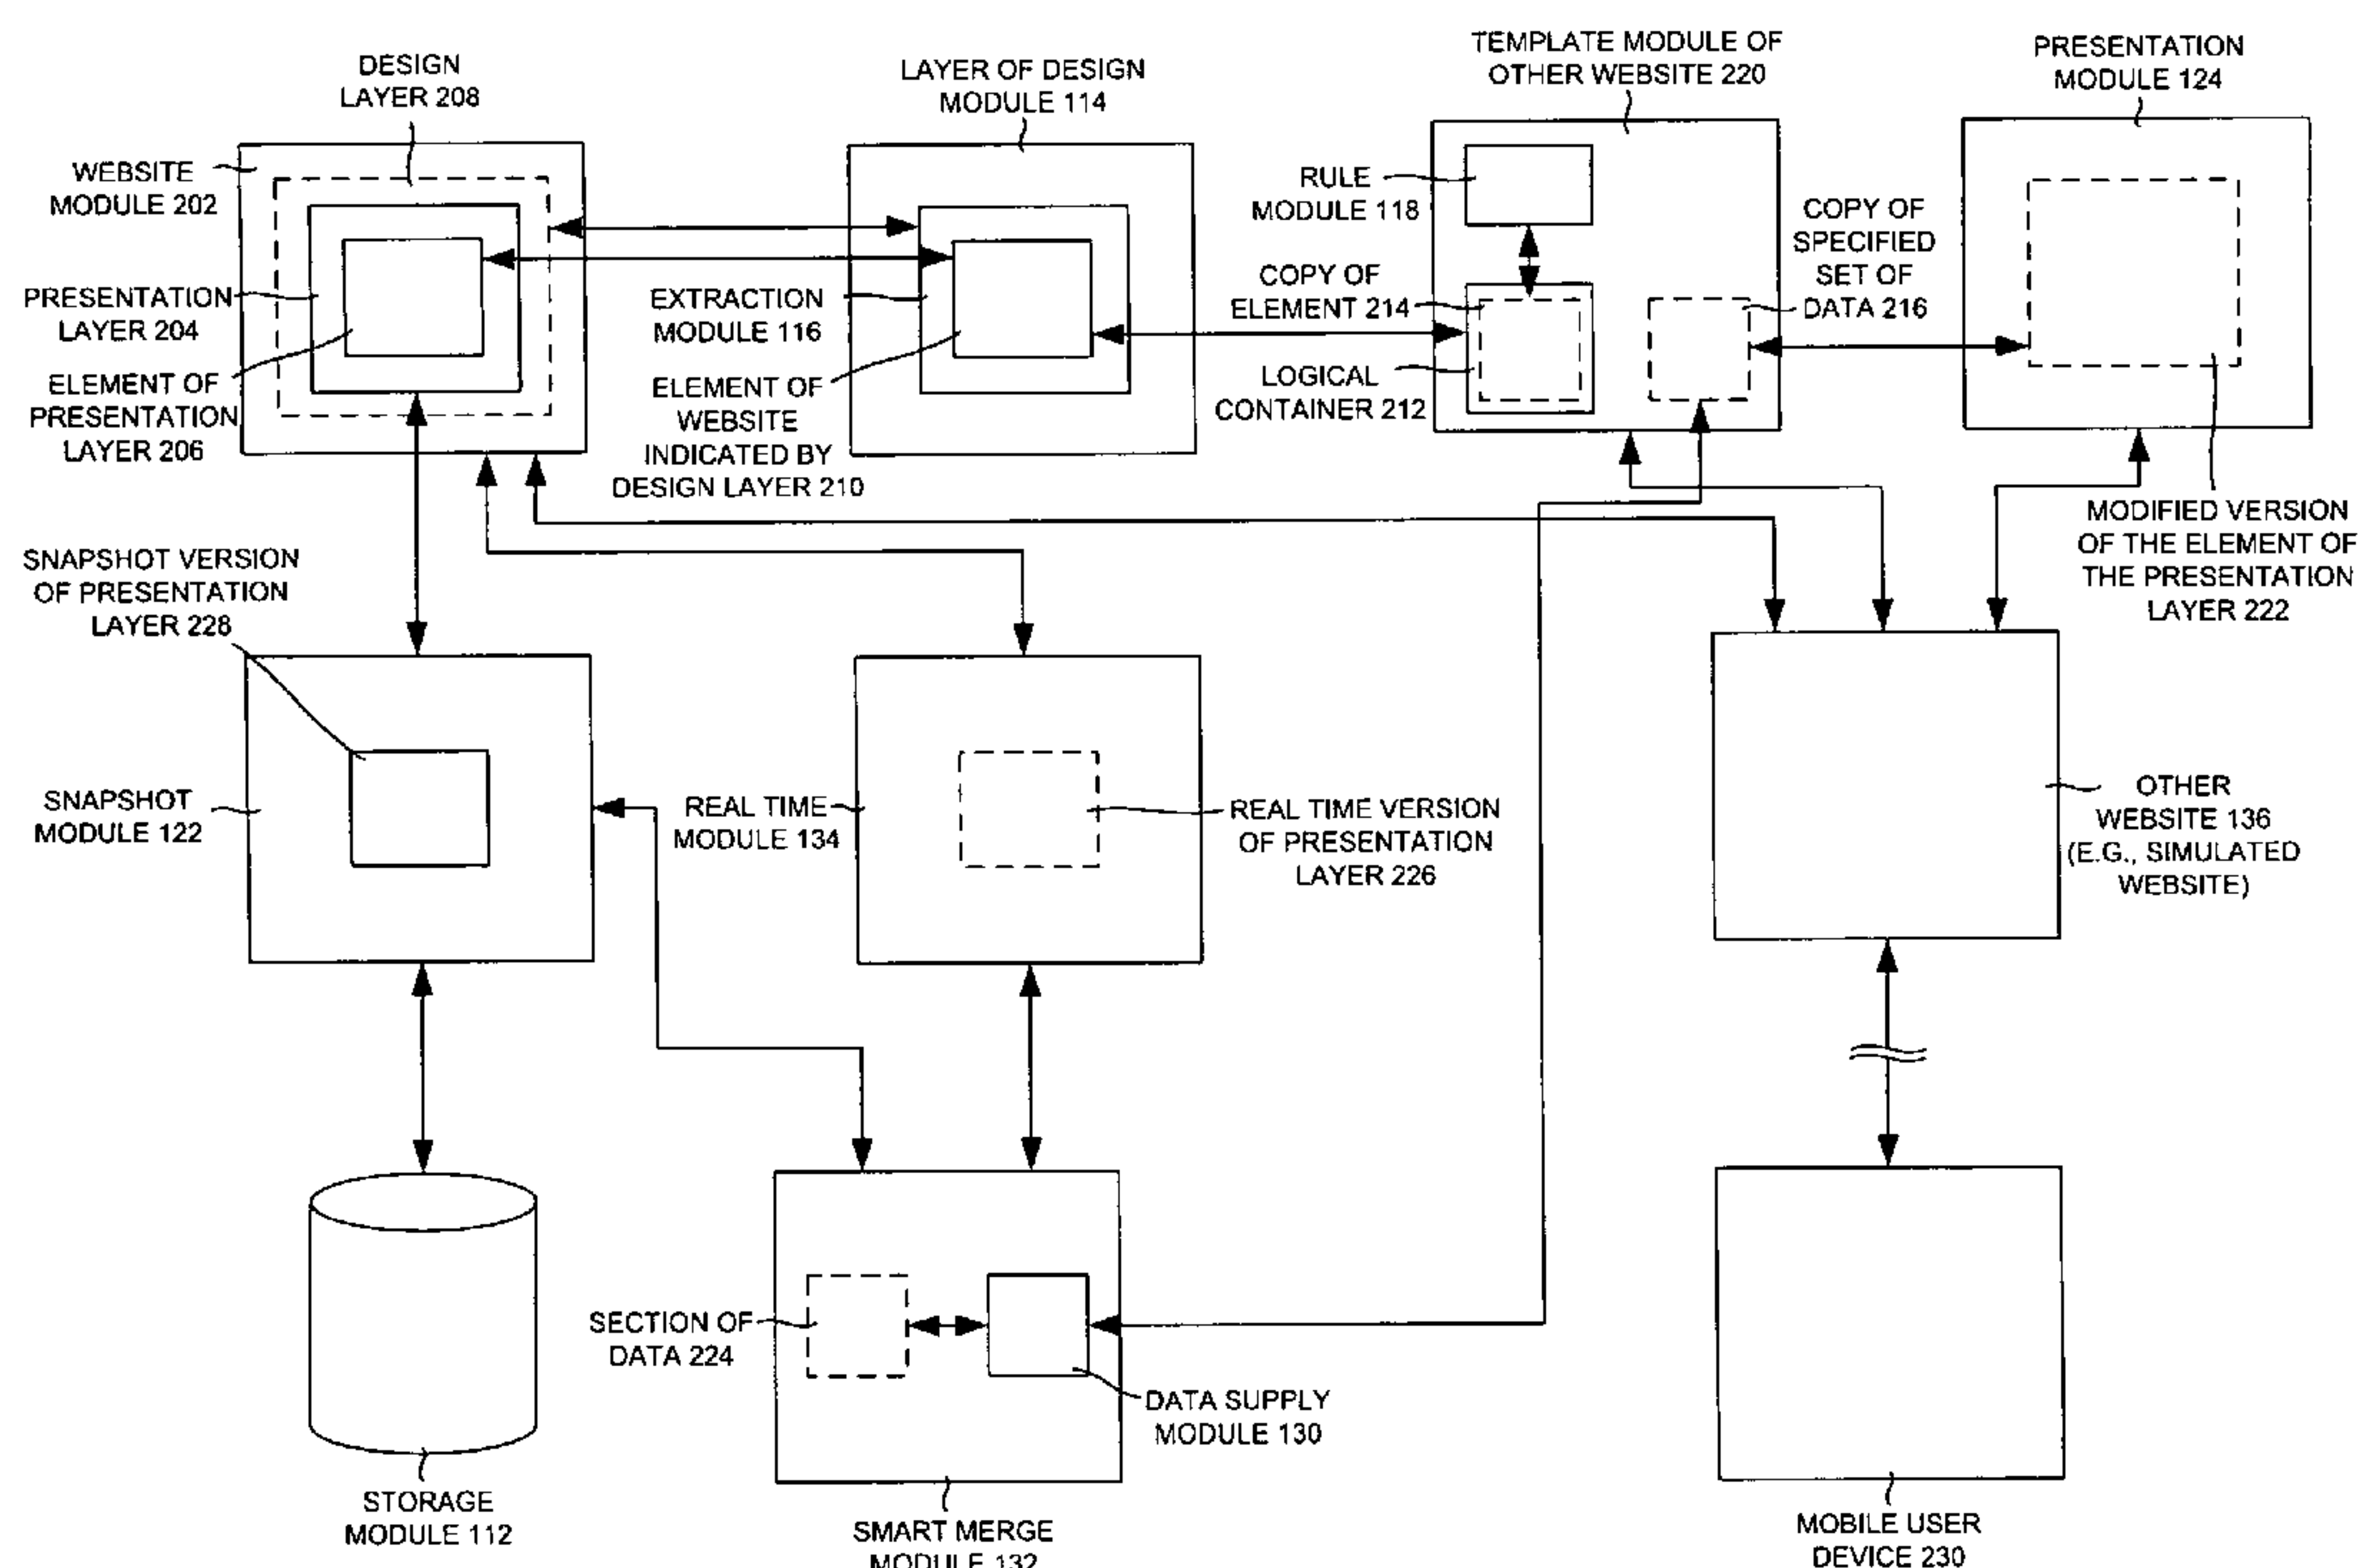 DESIGN
LAYER 208
LAYER OF DESIGN
MODULE 114
TEMPLATE MODULE OF
OTHER WEBSITE 220
PRESENTATION
MODULE 124
WEBSITE
MODULE 202
PRESENTATION
LAYER 204
ELEMENT OF
PRESENTATION
LAYER 206
EXTRACTION
MODULE 116
ELEMENT OF
WEBSITE
INDICATED BY
DESIGN LAYER 210
RULE
MODULE 118
COPY OF
ELEMENT 214
LOGICAL
CONTAINER 212
COPY OF
SPECIFIED
SET OF
DATA 216
MODIFIED VERSION
OF THE ELEMENT OF
THE PRESENTATION
LAYER 222
SNAPSHOT VERSION
OF PRESENTATION
LAYER 228
SNAPSHOT
MODULE 122
REAL TIME
MODULE 134
REAL TIME VERSION
OF PRESENTATION
LAYER 226
OTHER
WEBSITE 136
(E.G., SIMULATED
WEBSITE)
SECTION OF
DATA 224
DATA SUPPLY
MODULE 130
STORAGE
MODULE 112
SMART MERGE
MODULE 132
MOBILE USER
DEVICE 230